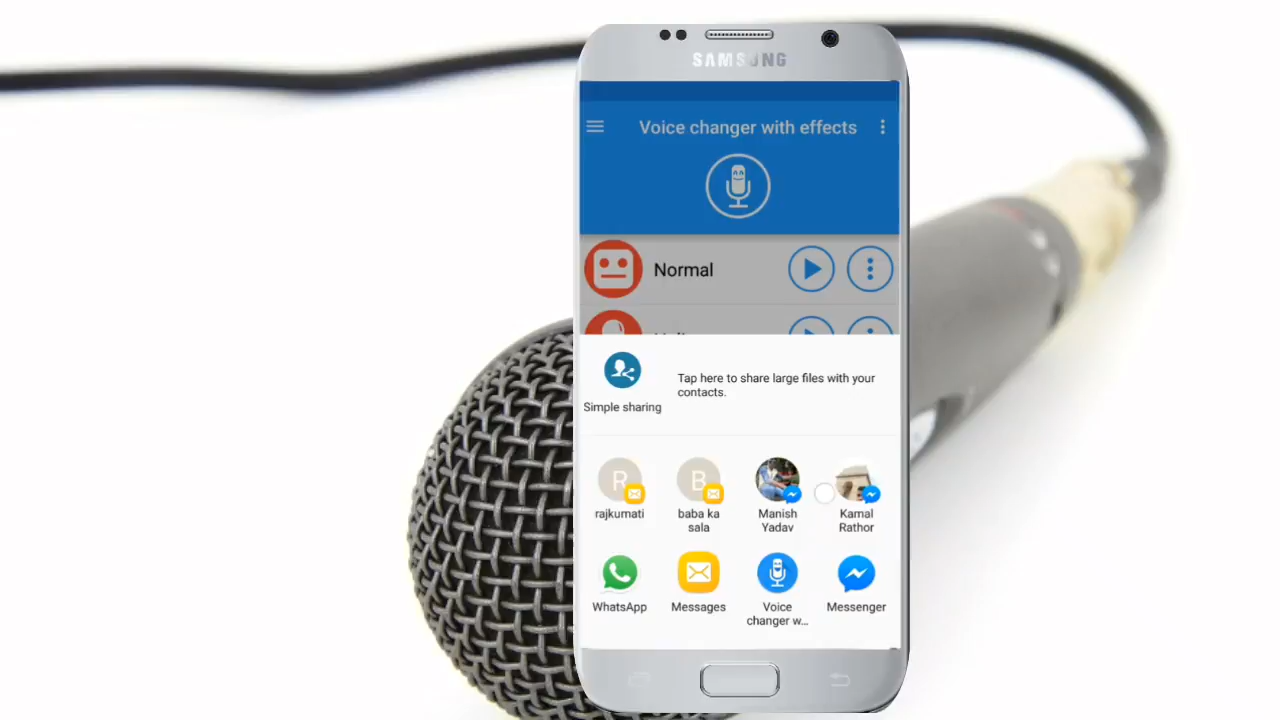 SAMSUNG
Voice changer with effects
Normal
Tap here to share large files with your
contacts.
Simple sharing
R
B
rajkumati
baba ka
sala
Manish
Yadav
Kamal
Rathor
WhatsApp
Messages
Voice
changer w...
Messenger